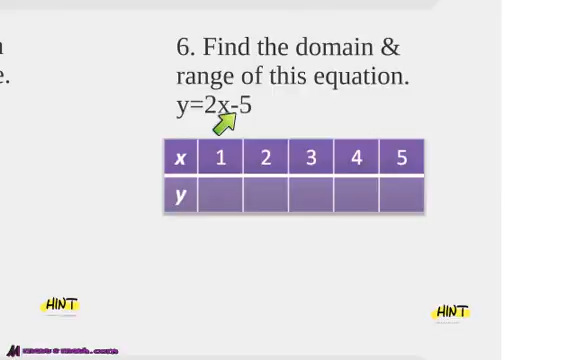 6. Find the domain &
range of this equation.
e.
y=2x-5
x 1 2 3 4 5
y
HINT
HINT